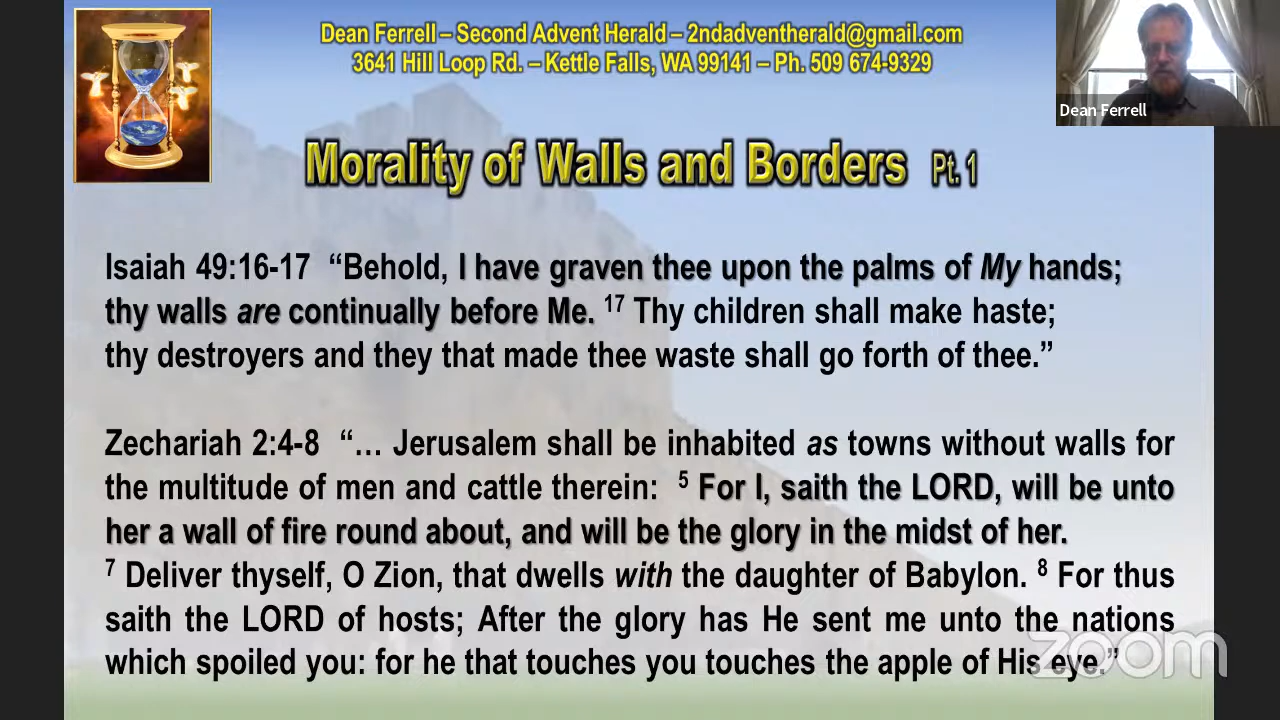 Dean Ferrell – Second Advent Herald – 2ndadventherald@gmail.com
3641 Hill Loop Rd. – Kettle Falls, WA 99141 – Ph. 509 674-9329
Dean Ferrell
Morality of Walls and Borders Pt. 1
Isaiah 49:16-17 “Behold, I have graven thee upon the palms of My hands;
thy walls are continually before Me. 17 Thy children shall make haste;
thy destroyers and they that made thee waste shall go forth of thee.”
Zechariah 2:4-8 “… Jerusalem shall be inhabited as towns without walls for
the multitude of men and cattle therein: 5 For I, saith the LORD, will be unto
her a wall of fire round about, and will be the glory in the midst of her.
7 Deliver thyself, O Zion, that dwells with the daughter of Babylon. 8 For thus
saith the LORD of hosts; After the glory has He sent me unto the nations
which spoiled you: for he that touches you touches the apple of His eye.”
zoom